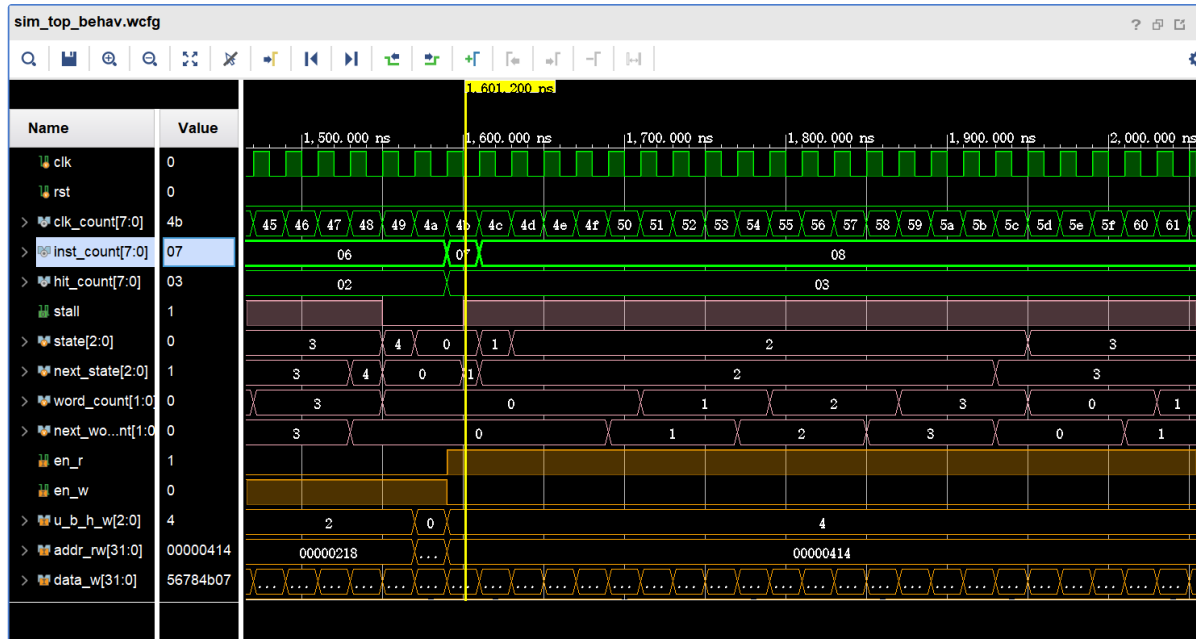 sim_top_behav.wcfg
?
1,601.200 ns
Name Value
1,500.000 ns 1,600.000 ns 1,700.000 ns 1,800.000 ns 1,900.000 ns 2,000.000 ns
clk 0
rst 0
clk_count[7:0] 4b 45 46 47 48 49 4a 4b 4c 4d 4e 4f 50 51 52 53 54 55 56 57 58 59 5a 5b 5c 5d 5e 5f 60 61
inst_count[7:0] 07 06 07 08
hit_count[7:0] 03 02 03
stall 1
state[2:0] 0 3 4 0 1 2 3
next_state[2:0] 1 3 4 0 1 2 3
word_count[1:0] 0 3 0 1 2 3 0 1
next_wo...nt[1:0 0 3 0 1 2 3 0 1
en_r 1
en_w 0
u_b_h_w[2:0] 4 2 0 4
addr_rw[31:0] 00000414 00000218 ... 00000414
data_w[31:0] 56784b07 ... ... ... ... ... ... ... ... ... ... ... ... ... ... ... ... ... ... ... ... ... ... ... ... ... ... ... ... ...